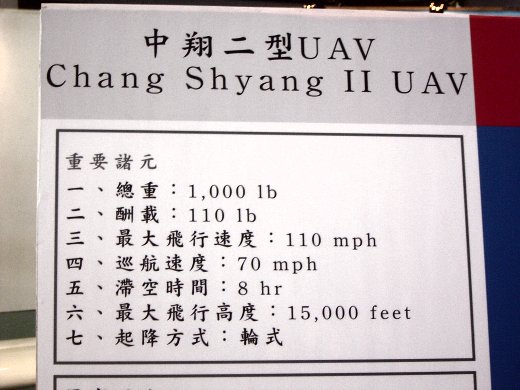 中翔二型UAV
Chang Shyang II UAV
重要諸元
一、總重：1,000 lb
二、酬載：110 lb
三、最大飛行速度：110 mph
四、巡航速度：70 mph
五、滯空時間：8 hr
六、最大飛行高度：15,000 feet
七、起降方式：輪式